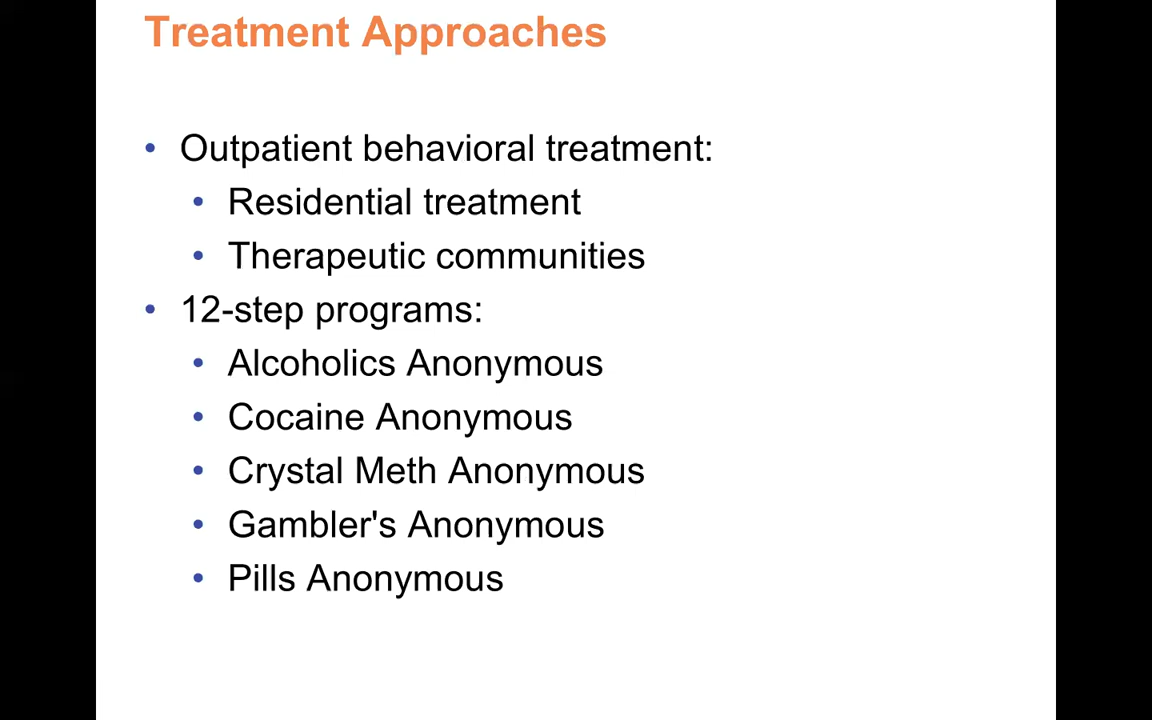 Treatment Approaches
• Outpatient behavioral treatment:
• Residential treatment
• Therapeutic communities
• 12-step programs:
• Alcoholics Anonymous
• Cocaine Anonymous
• Crystal Meth Anonymous
• Gambler's Anonymous
• Pills Anonymous